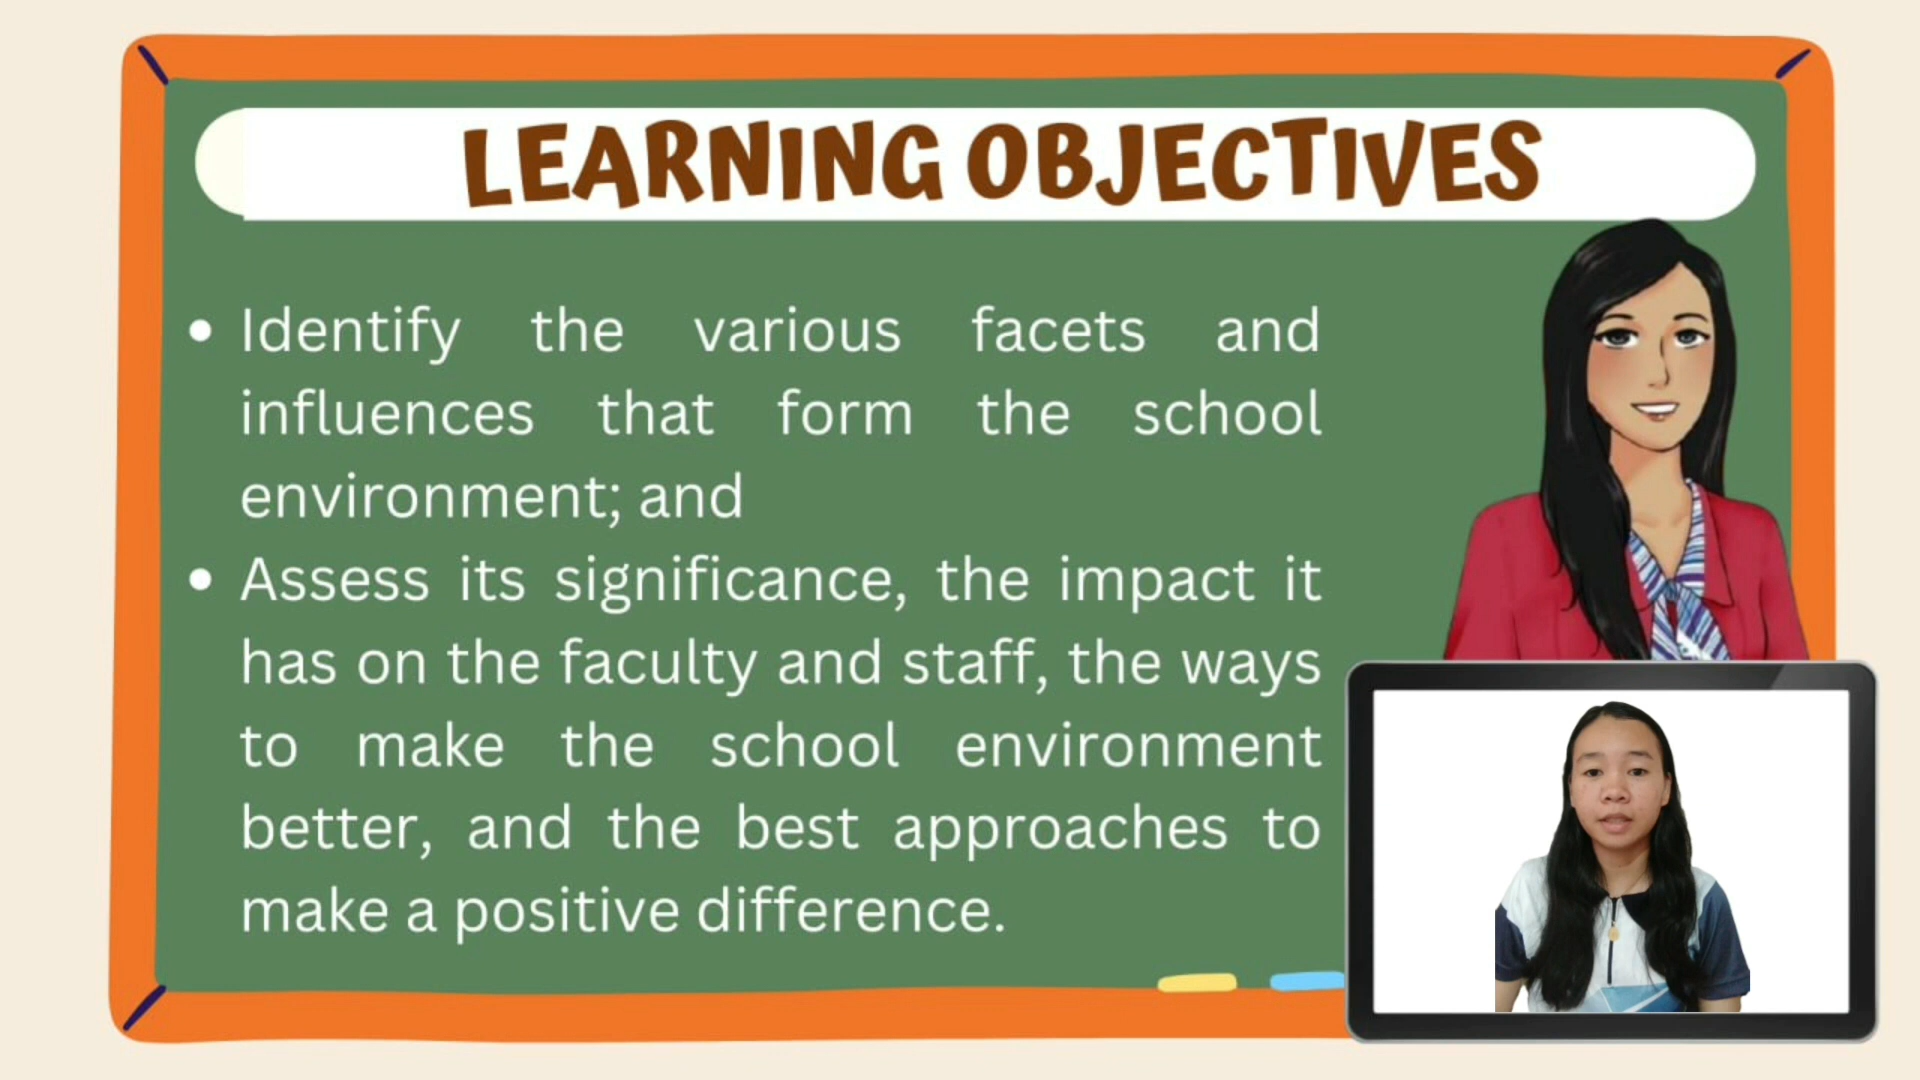 LEARNING OBJECTIVES
• Identify the various facets and
influences that form the school
environment; and
• Assess its significance, the impact it
has on the faculty and staff, the ways
to make the school environment
better, and the best approaches to
make a positive difference.